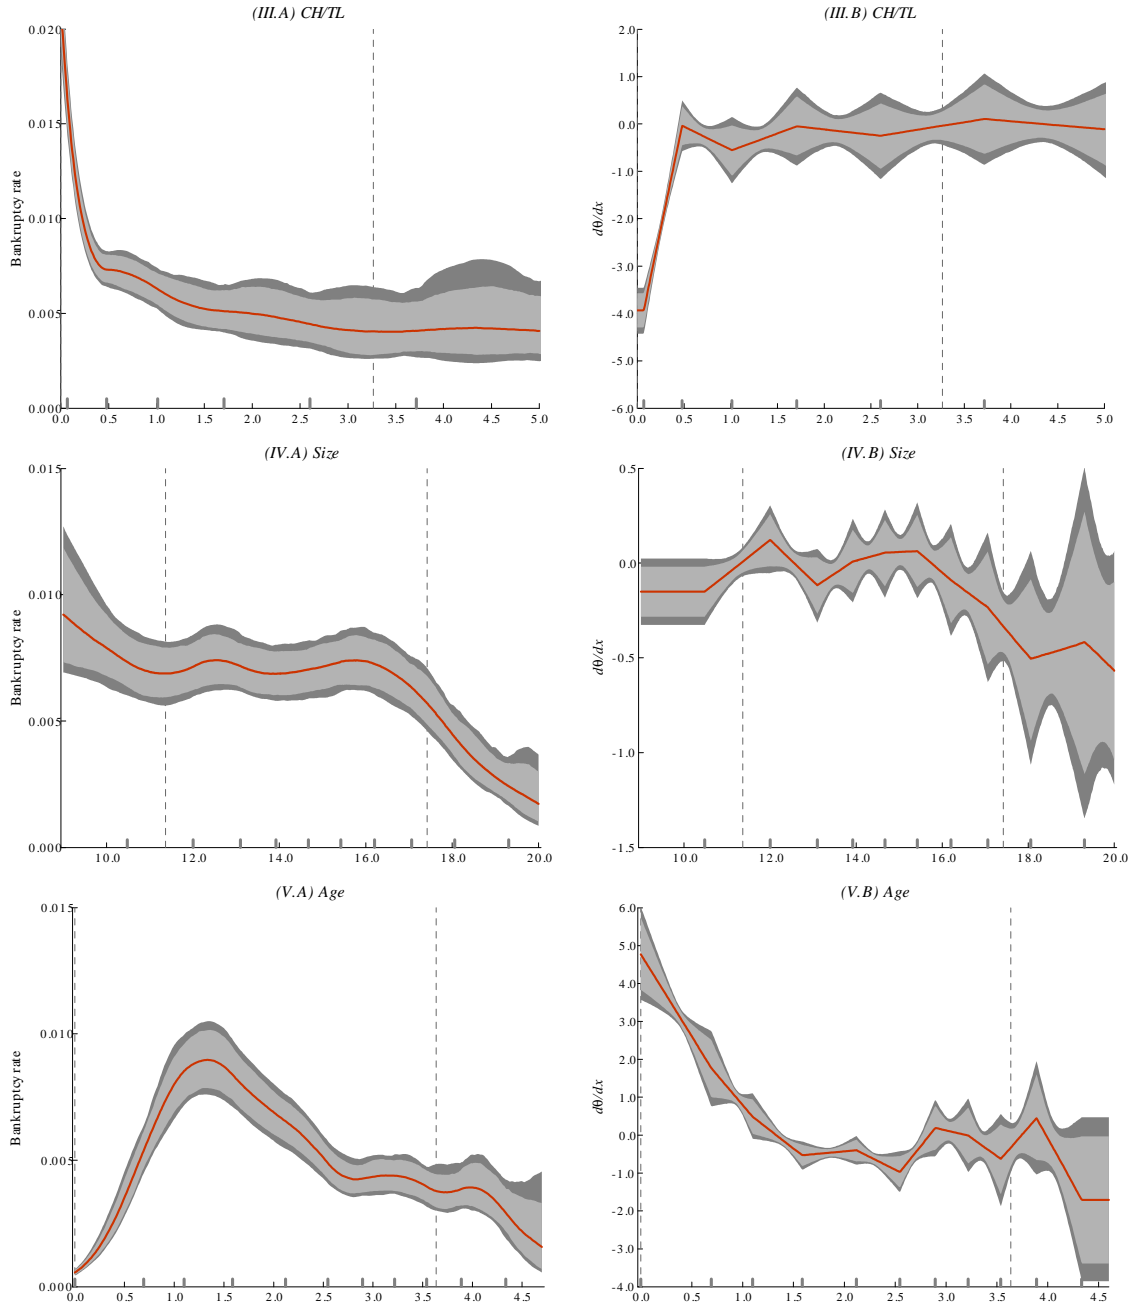 (III.A) CH/TL
(III.B) CH/TL
0.020
0.015
0.010
0.005
0.000
Bankruptcy rate
0.0 0.5 1.0 1.5 2.0 2.5 3.0 3.5 4.0 4.5 5.0
2.0
1.0
0.0
-1.0
-2.0
-3.0
-4.0
-5.0
-6.0
dθ/dx
0.0 0.5 1.0 1.5 2.0 2.5 3.0 3.5 4.0 4.5 5.0
(IV.A) Size
(IV.B) Size
0.015
0.010
0.005
0.000
Bankruptcy rate
10.0 12.0 14.0 16.0 18.0 20.0
0.5
0.0
-0.5
-1.0
-1.5
dθ/dx
10.0 12.0 14.0 16.0 18.0 20.0
(V.A) Age
(V.B) Age
0.015
0.010
0.005
0.000
Bankruptcy rate
0.0 0.5 1.0 1.5 2.0 2.5 3.0 3.5 4.0 4.5
6.0
5.0
4.0
3.0
2.0
1.0
0.0
-1.0
-2.0
-3.0
-4.0
dθ/dx
0.0 0.5 1.0 1.5 2.0 2.5 3.0 3.5 4.0 4.5